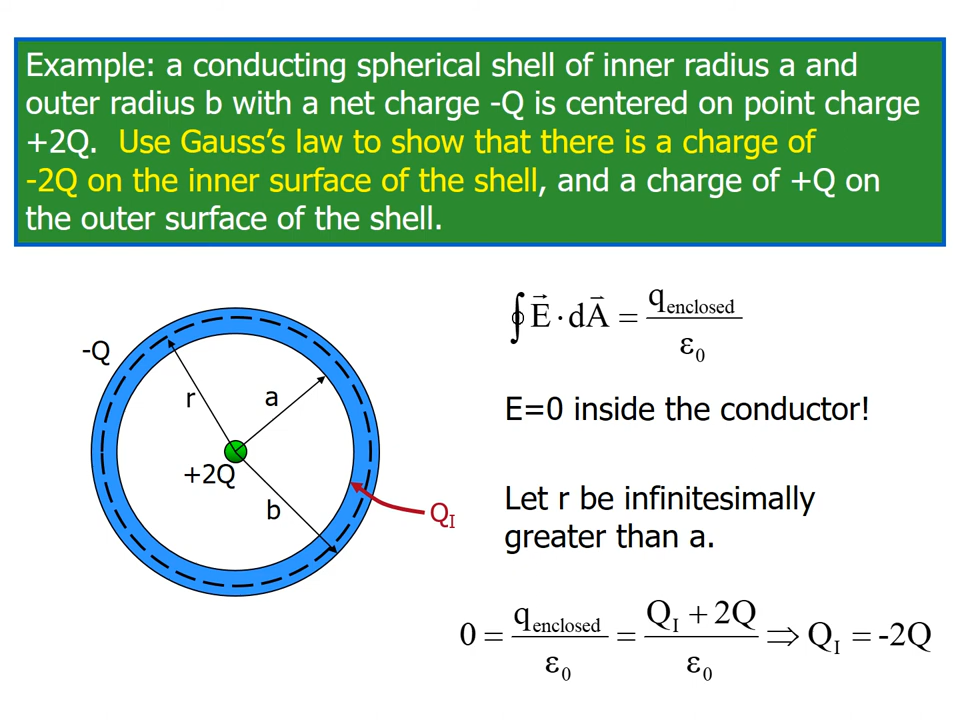 Example: a conducting spherical shell of inner radius a and
outer radius b with a net charge -Q is centered on point charge
+2Q.  Use Gauss's law to show that there is a charge of
-2Q on the inner surface of the shell, and a charge of +Q on
the outer surface of the shell.
-Q
r
a
+2Q
b
Q_I
∮ E⃗ · dA⃗ = q_enclosed / ε₀
E=0 inside the conductor!
Let r be infinitesimally
greater than a.
0 = q_enclosed / ε₀ = Q_I + 2Q / ε₀ ⇒ Q_I = -2Q